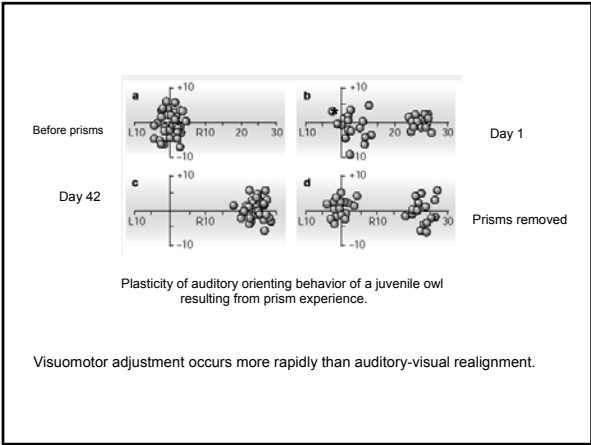 a
+10
L10
R10
20
30
-10
b
+10
L10
R10
20
30
-10
Before prisms
Day 1
c
+10
L10
R10
20
30
-10
d
+10
L10
R10
20
30
-10
Day 42
Prisms removed
Plasticity of auditory orienting behavior of a juvenile owl
resulting from prism experience.
Visuomotor adjustment occurs more rapidly than auditory-visual realignment.